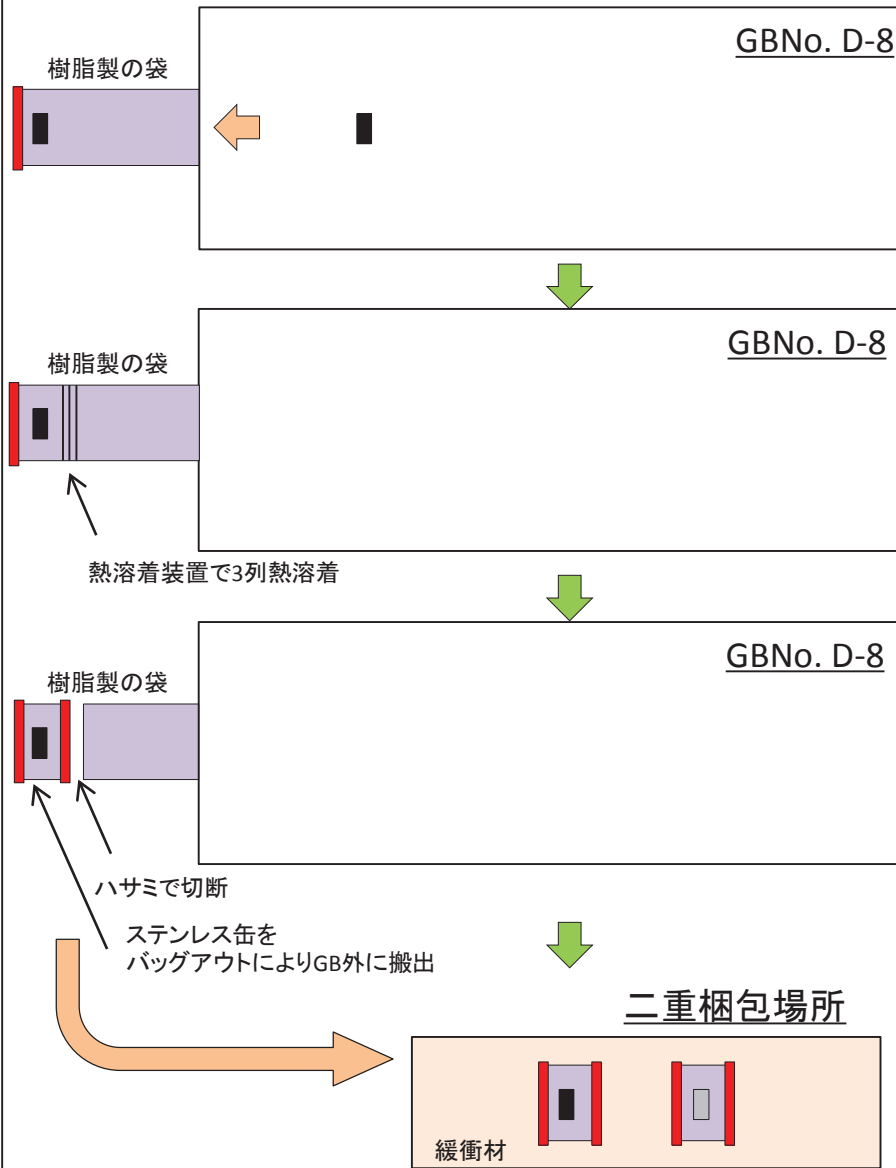 GBNo. D-8
樹脂製の袋
GBNo. D-8
樹脂製の袋
熱溶着装置で3列熱溶着
GBNo. D-8
樹脂製の袋
ハサミで切断
ステンレス缶を
バッグアウトによりGB外に搬出
二重梱包場所
緩衝材